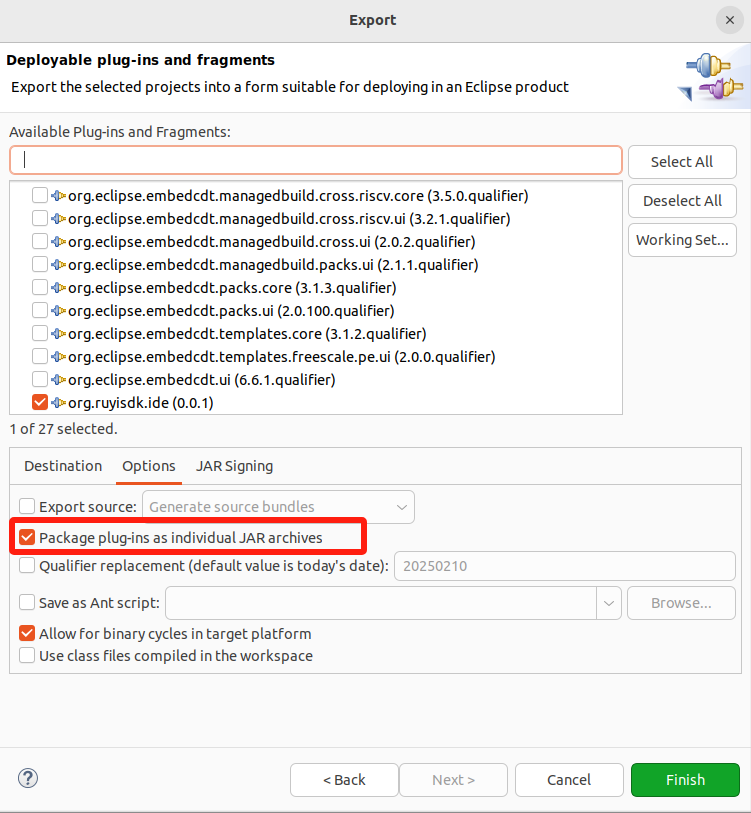 Export
Deployable plug-ins and fragments
Export the selected projects into a form suitable for deploying in an Eclipse product
Available Plug-ins and Fragments:
Select All
org.eclipse.embedcdt.managedbuild.cross.riscv.core (3.5.0.qualifier)
Deselect All
org.eclipse.embedcdt.managedbuild.cross.riscv.ui (3.2.1.qualifier)
org.eclipse.embedcdt.managedbuild.cross.ui (2.0.2.qualifier)
Working Set...
org.eclipse.embedcdt.managedbuild.packs.ui (2.1.1.qualifier)
org.eclipse.embedcdt.packs.core (3.1.3.qualifier)
org.eclipse.embedcdt.packs.ui (2.0.100.qualifier)
org.eclipse.embedcdt.templates.core (3.1.2.qualifier)
org.eclipse.embedcdt.templates.freescale.pe.ui (2.0.0.qualifier)
org.eclipse.embedcdt.ui (6.6.1.qualifier)
org.ruyisdk.ide (0.0.1)
1 of 27 selected.
Destination Options JAR Signing
Export source: Generate source bundles
Package plug-ins as individual JAR archives
Qualifier replacement (default value is today's date): 20250210
Save as Ant script: Browse...
Allow for binary cycles in target platform
Use class files compiled in the workspace
? < Back Next > Cancel Finish